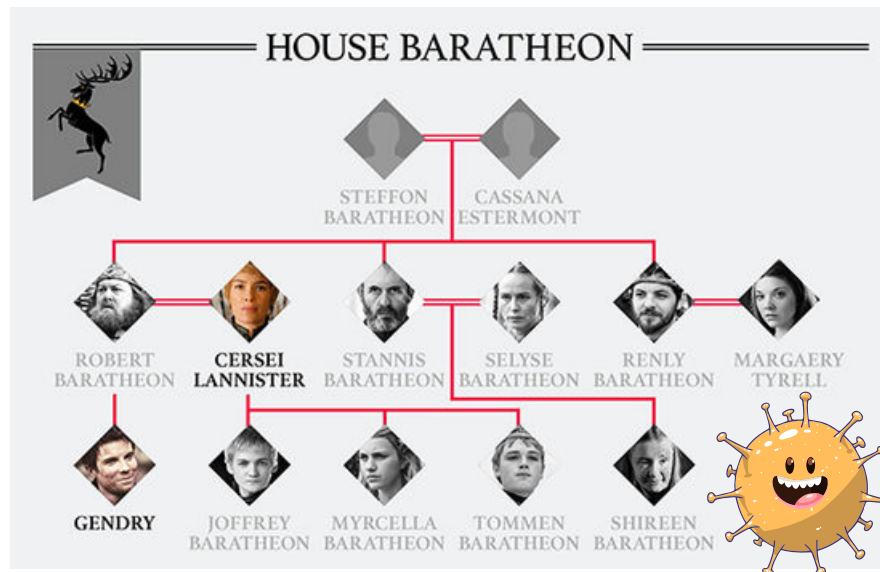 HOUSE BARATHEON
STEFFON
BARATHEON
CASSANA
ESTERMONT
ROBERT
BARATHEON
CERSEI
LANNISTER
STANNIS
BARATHEON
SELYSE
BARATHEON
RENLY
BARATHEON
MARGAERY
TYRELL
GENDRY
JOFFREY
BARATHEON
MYRCELLA
BARATHEON
TOMMEN
BARATHEON
SHIREEN
BARATHEON